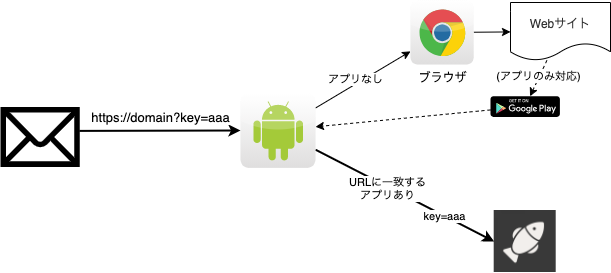 Webサイト
アプリなし
ブラウザ
(アプリのみ対応)
GET IT ON
Google Play
https://domain?key=aaa
URLに一致する
アプリあり
key=aaa